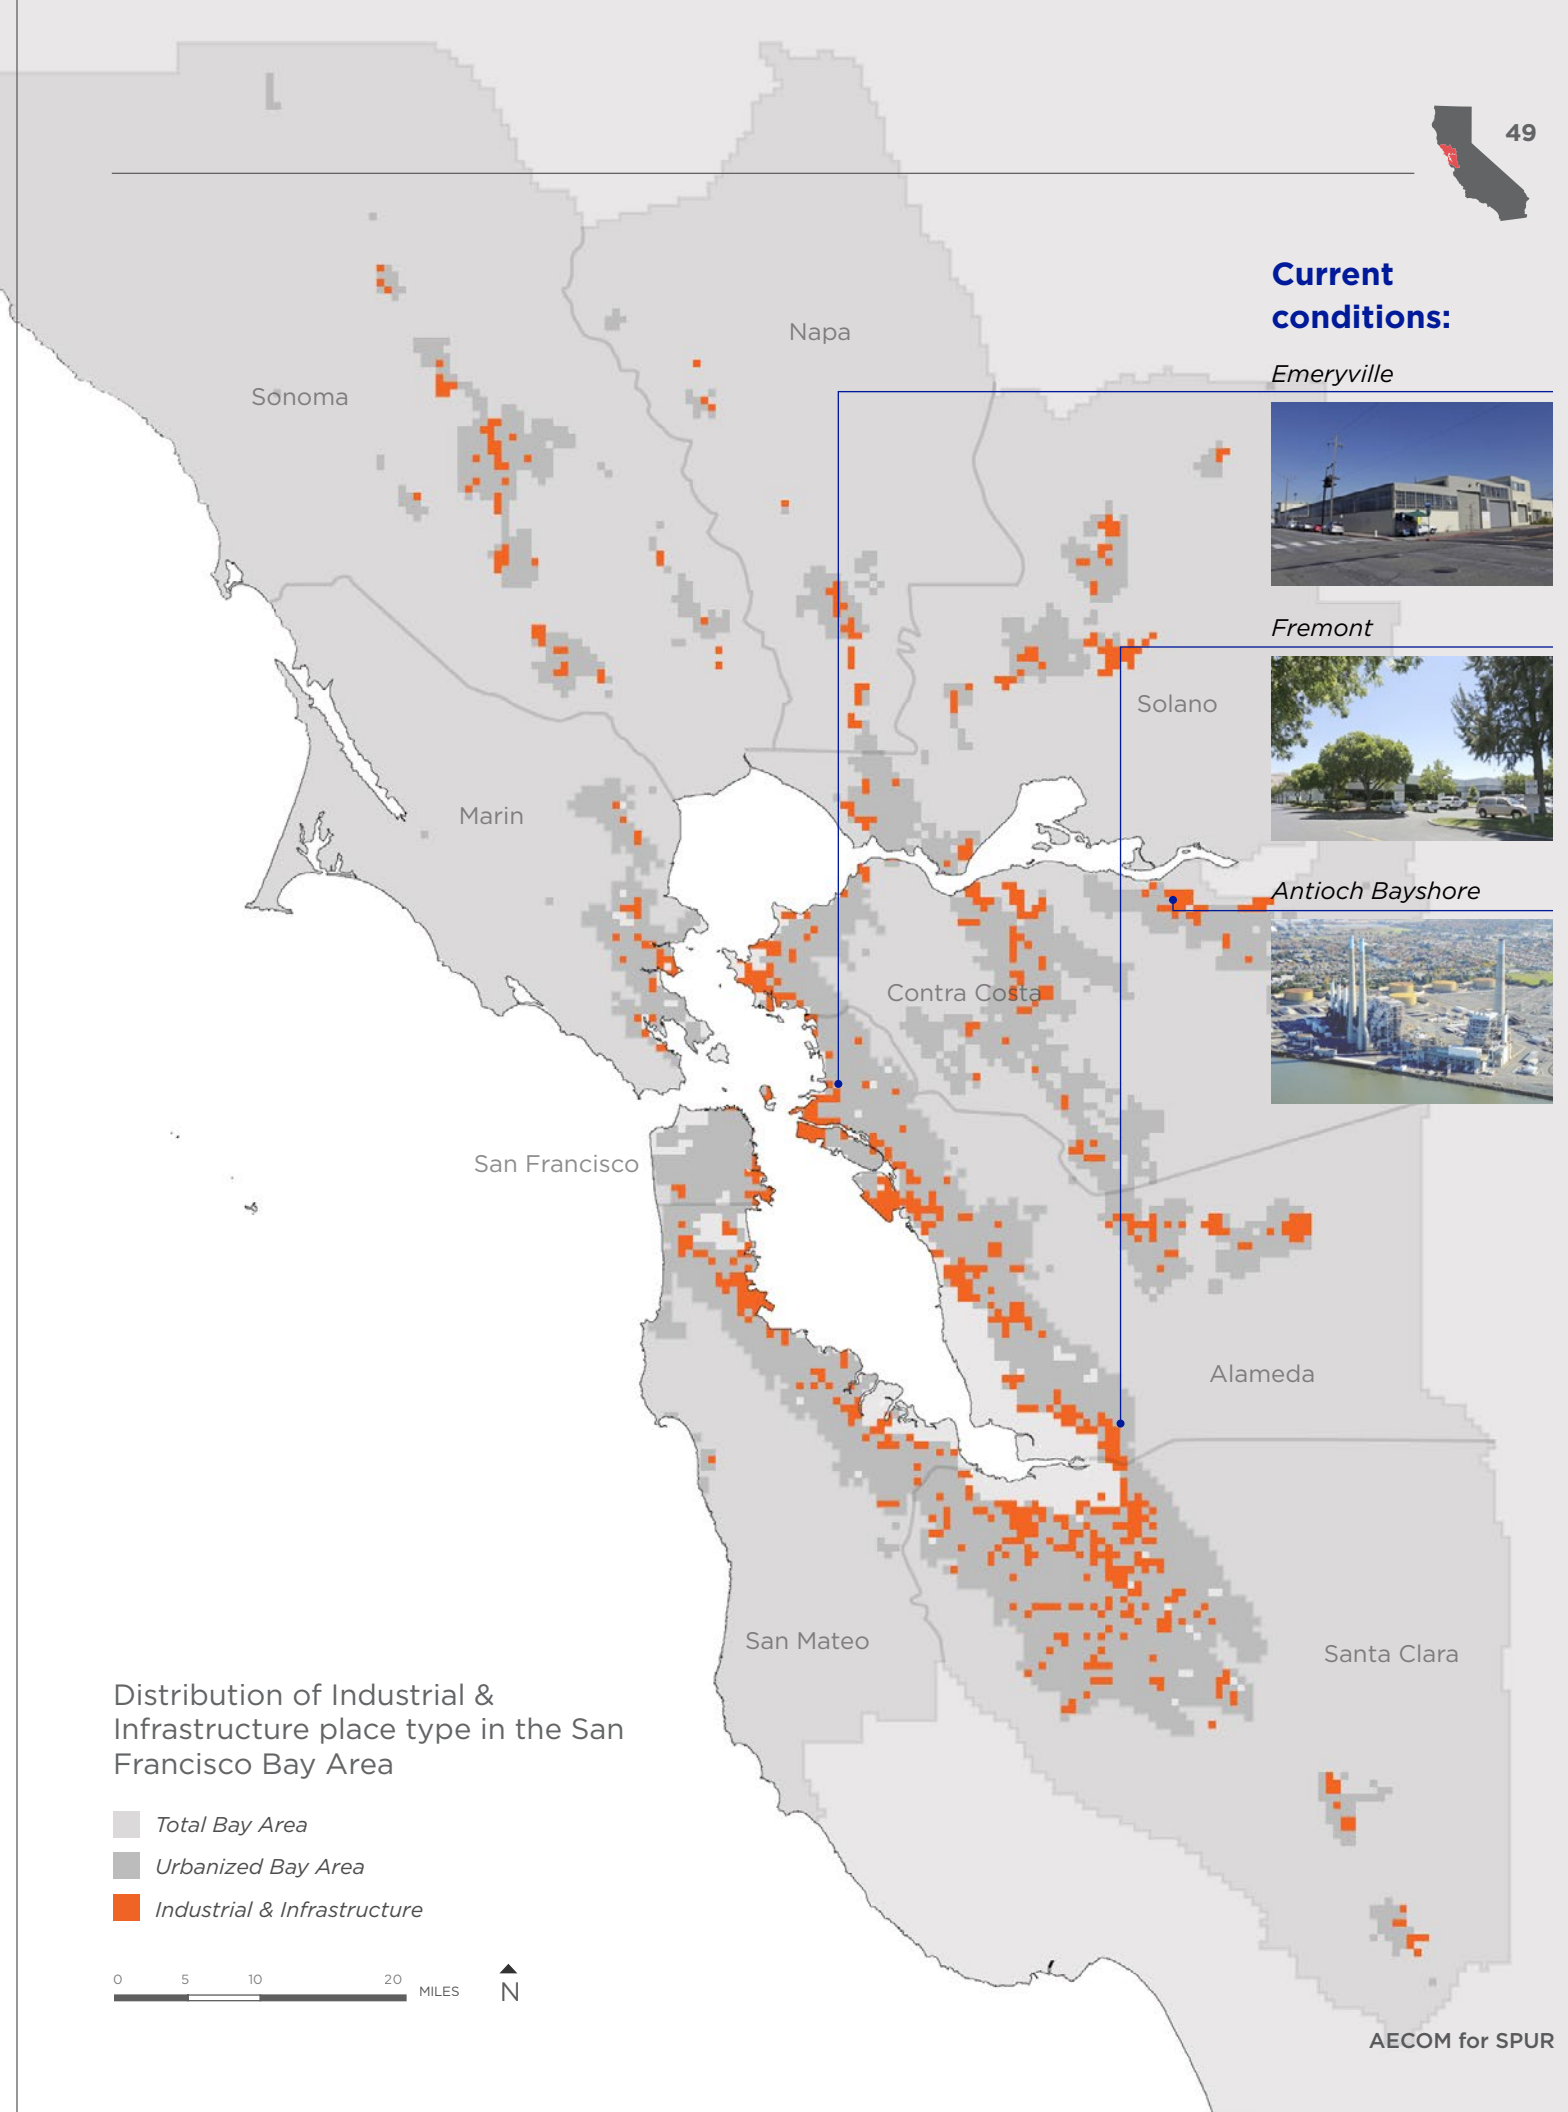 49
Current
conditions:
Emeryville
Napa
Sonoma
Fremont
Solano
Marin
Antioch Bayshore
Contra Costa
San Francisco
Alameda
San Mateo
Santa Clara
Distribution of Industrial &
Infrastructure place type in the San
Francisco Bay Area
Total Bay Area
Urbanized Bay Area
Industrial & Infrastructure
0 5 10 20 MILES N
AECOM for SPUR